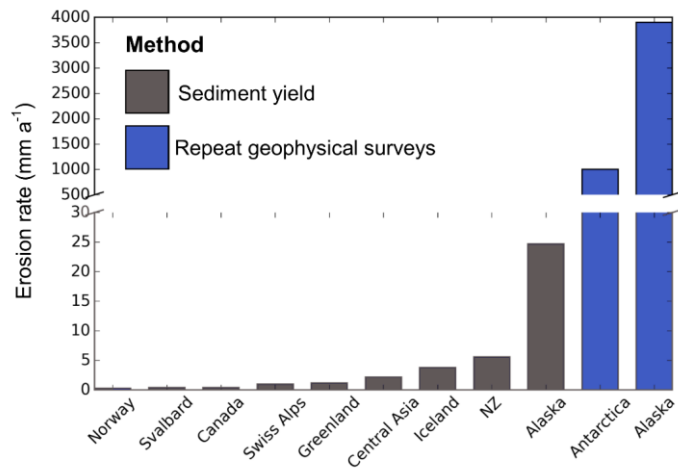 Method
Sediment yield
Repeat geophysical surveys
Erosion rate (mm a⁻¹)
4000
3500
3000
2500
2000
1500
1000
500
30
25
20
15
10
5
0
Norway
Svalbard
Canada
Swiss Alps
Greenland
Central Asia
Iceland
NZ
Alaska
Antarctica
Alaska